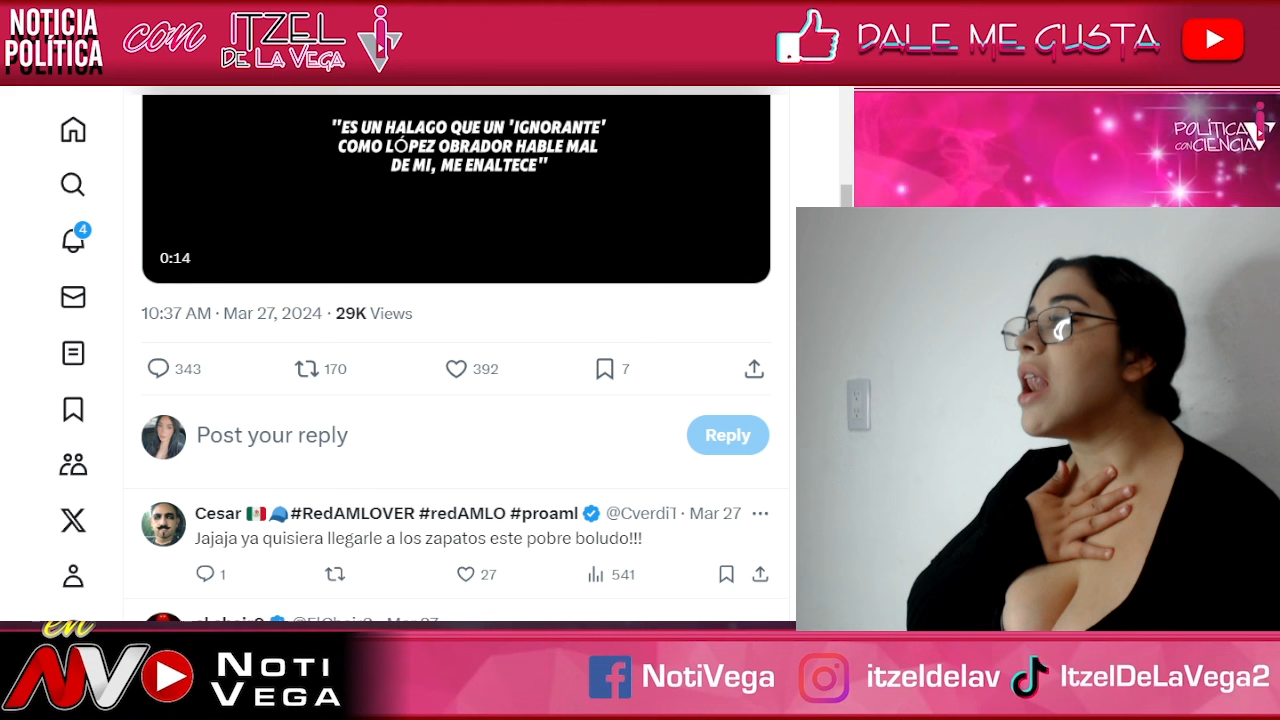 NOTICIA
POLÍTICA
con
ITZEL
DE LA VEGA
DALE ME GUSTA
POLÍTICA
CON CIENCIA
"ES UN HALAGO QUE UN 'IGNORANTE'
COMO LÓPEZ OBRADOR HABLE MAL
DE MI, ME ENALTECE"
0:14
4
10:37 AM · Mar 27, 2024 · 29K Views
343 170 392 7
Post your reply
Reply
Cesar 🇲🇽🧢#RedAMLOVER #redAMLO #proaml @Cverdi1 · Mar 27 ···
Jajaja ya quisiera llegarle a los zapatos este pobre boludo!!!
1 27 541
en
NV
NOTI
VEGA
NotiVega
itzeldelav
ItzelDeLaVega2